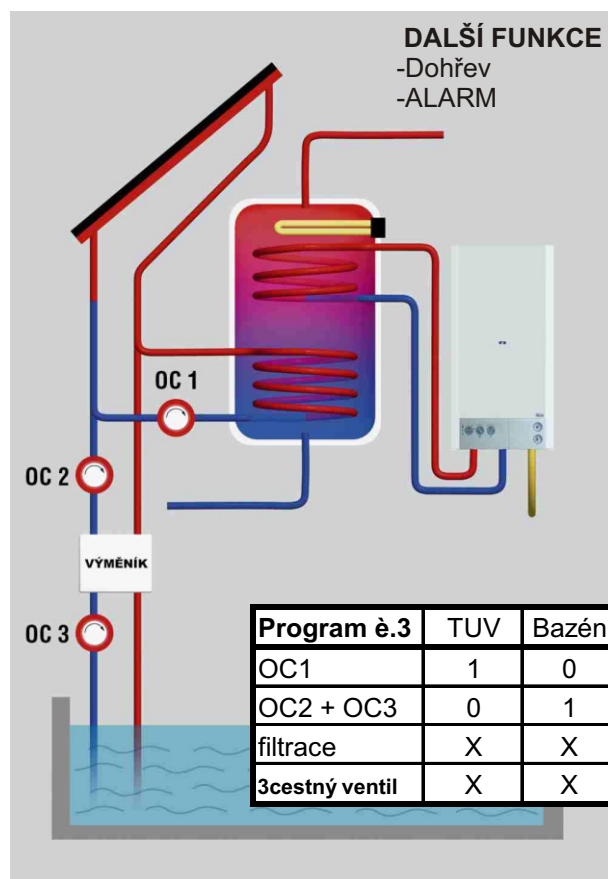 DALŠÍ FUNKCE
-Dohřev
-ALARM
OC 1
OC 2
VÝMĚNÍK
OC 3
Program è.3 TUV Bazén
OC1 1 0
OC2 + OC3 0 1
filtrace X X
3cestný ventil X X